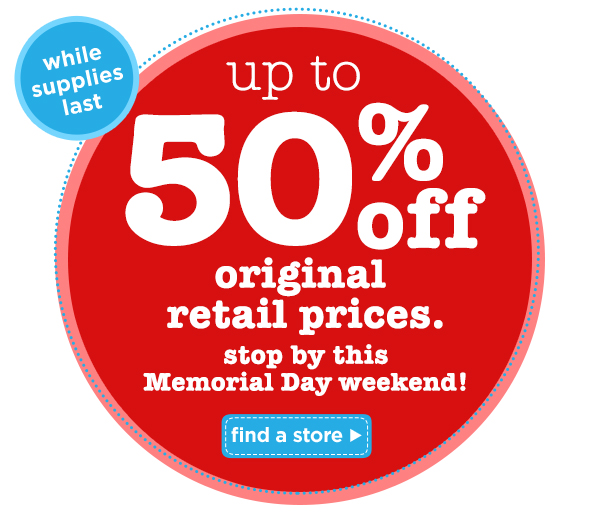 while
supplies
last
up to
50% off
original
retail prices.
stop by this
Memorial Day weekend!
find a store